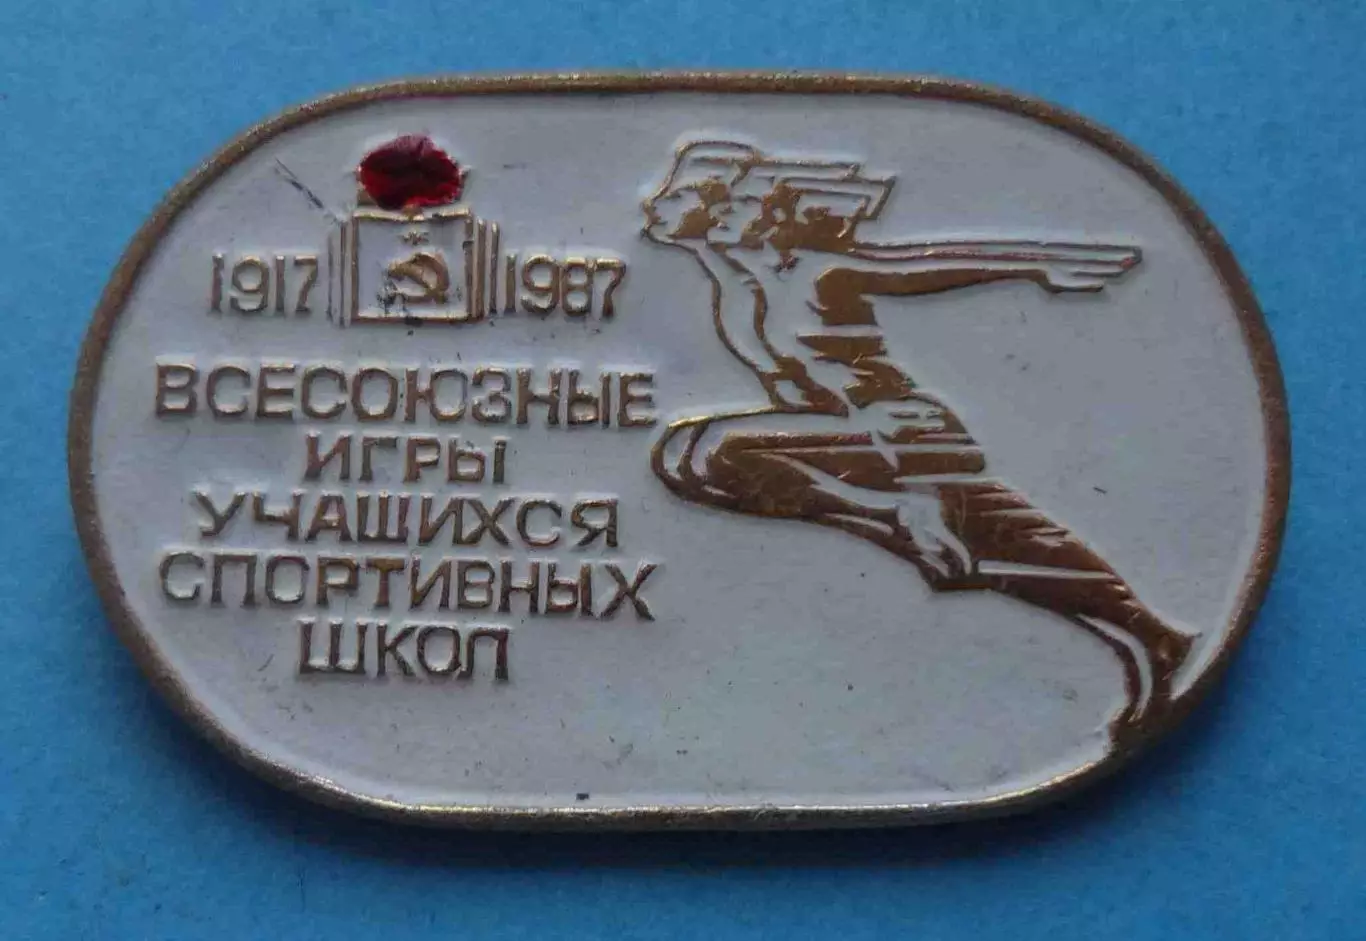 1917 1987
ВСЕСОЮЗНЫЕ
ИГРЫ
УЧАЩИХСЯ
СПОРТИВНЫХ
ШКОЛ